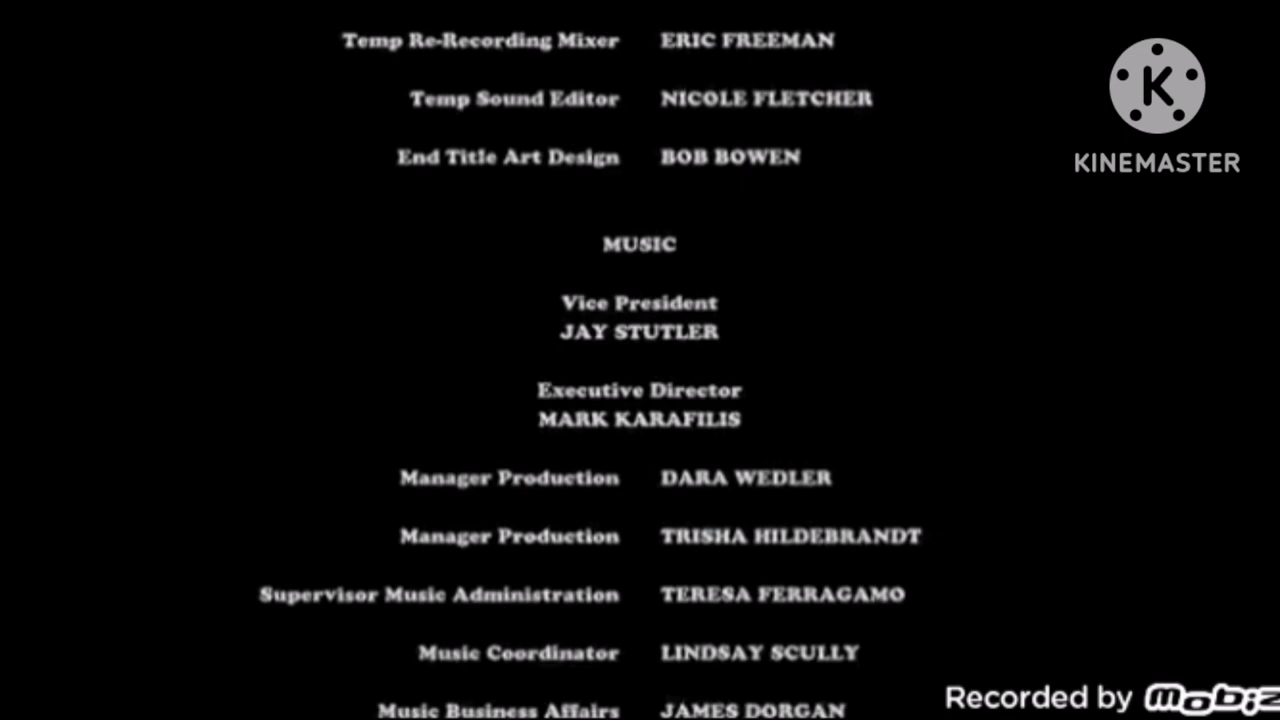 Temp Re-Recording Mixer ERIC FREEMAN
Temp Sound Editor NICOLE FLETCHER
End Title Art Design BOB BOWEN
MUSIC
Vice President
JAY STUTLER
Executive Director
MARK KARAFILIS
Manager Production DARA WEDLER
Manager Production TRISHA HILDEBRANDT
Supervisor Music Administration TERESA FERRAGAMO
Music Coordinator LINDSAY SCULLY
Music Business Affairs JAMES DORGAN
K
KINEMASTER
Recorded by mobiz